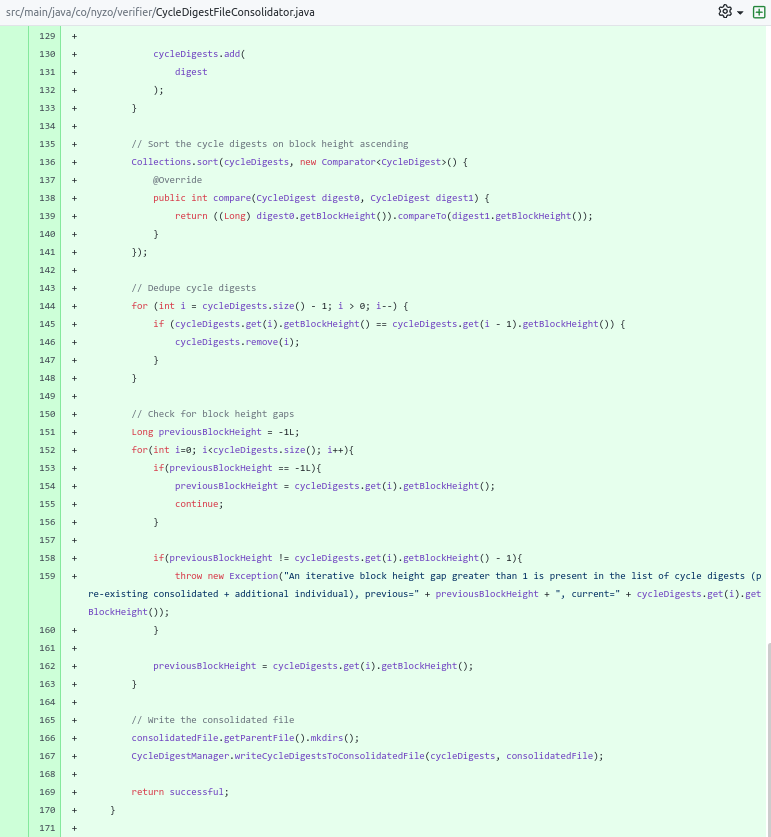 src/main/java/co/nyzo/verifier/CycleDigestFileConsolidator.java
129 +
130 + cycleDigests.add(
131 + digest
132 + );
133 + }
134 +
135 + // Sort the cycle digests on block height ascending
136 + Collections.sort(cycleDigests, new Comparator<CycleDigest>() {
137 + @Override
138 + public int compare(CycleDigest digest0, CycleDigest digest1) {
139 + return ((Long) digest0.getBlockHeight()).compareTo(digest1.getBlockHeight());
140 + }
141 + });
142 +
143 + // Dedupe cycle digests
144 + for (int i = cycleDigests.size() - 1; i > 0; i--) {
145 + if (cycleDigests.get(i).getBlockHeight() == cycleDigests.get(i - 1).getBlockHeight()) {
146 + cycleDigests.remove(i);
147 + }
148 + }
149 +
150 + // Check for block height gaps
151 + Long previousBlockHeight = -1L;
152 + for(int i=0; i<cycleDigests.size(); i++){
153 + if(previousBlockHeight == -1L){
154 + previousBlockHeight = cycleDigests.get(i).getBlockHeight();
155 + continue;
156 + }
157 +
158 + if(previousBlockHeight != cycleDigests.get(i).getBlockHeight() - 1){
159 + throw new Exception("An iterative block height gap greater than 1 is present in the list of cycle digests (p
re-existing consolidated + additional individual), previous=" + previousBlockHeight + ", current=" + cycleDigests.get(i).get
BlockHeight());
160 + }
161 +
162 + previousBlockHeight = cycleDigests.get(i).getBlockHeight();
163 + }
164 +
165 + // Write the consolidated file
166 + consolidatedFile.getParentFile().mkdirs();
167 + CycleDigestManager.writeCycleDigestsToConsolidatedFile(cycleDigests, consolidatedFile);
168 +
169 + return successful;
170 + }
171 +